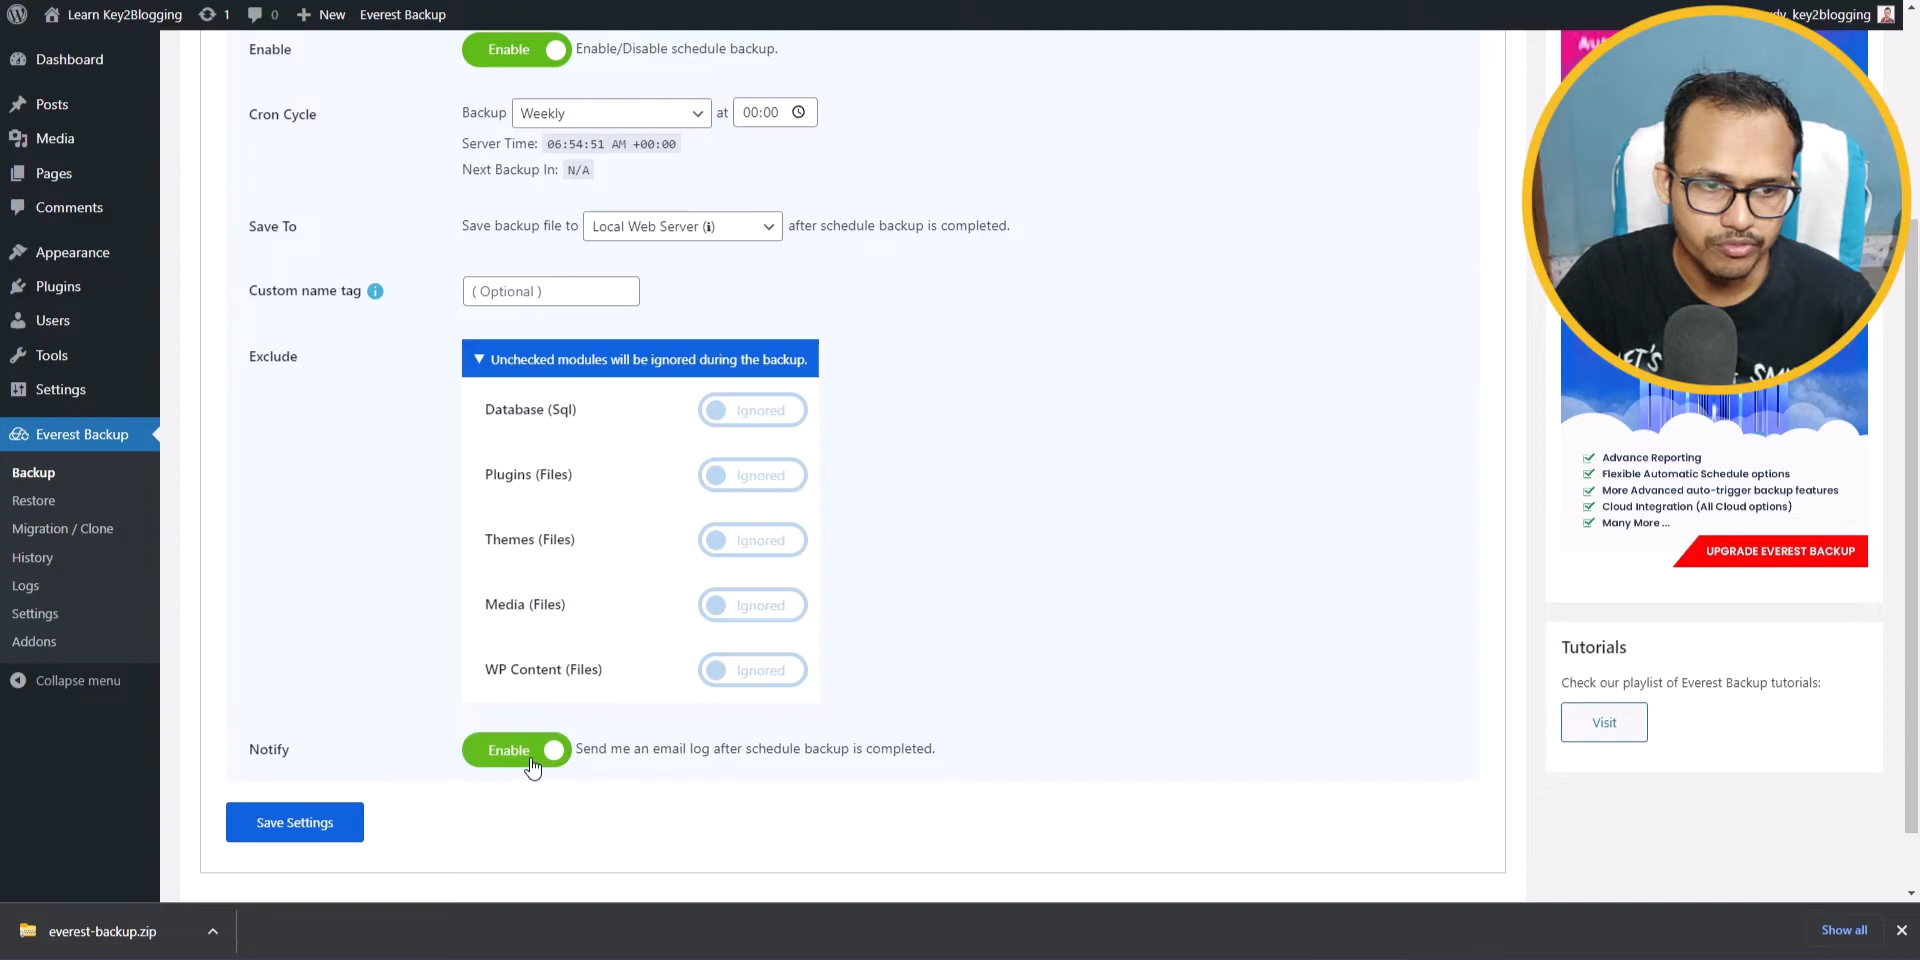 Learn Key2Blogging
1
0
New
Everest Backup
key2blogging
Dashboard
Posts
Media
Pages
Comments
Appearance
Plugins
Users
Tools
Settings
Everest Backup
Backup
Restore
Migration / Clone
History
Logs
Settings
Addons
Collapse menu
Enable
Enable
Enable/Disable schedule backup.
Cron Cycle
Backup Weekly at 00:00
Server Time: 06:54:51 AM +00:00
Next Backup In: N/A
Save To
Save backup file to Local Web Server (i) after schedule backup is completed.
Custom name tag
( Optional )
Exclude
▼ Unchecked modules will be ignored during the backup.
Database (Sql) Ignored
Plugins (Files) Ignored
Themes (Files) Ignored
Media (Files) Ignored
WP Content (Files) Ignored
Notify
Enable
Send me an email log after schedule backup is completed.
Save Settings
Advance Reporting
Flexible Automatic Schedule options
More Advanced auto-trigger backup features
Cloud Integration (All Cloud options)
Many More ...
UPGRADE EVEREST BACKUP
Tutorials
Check our playlist of Everest Backup tutorials:
Visit
everest-backup.zip
Show all